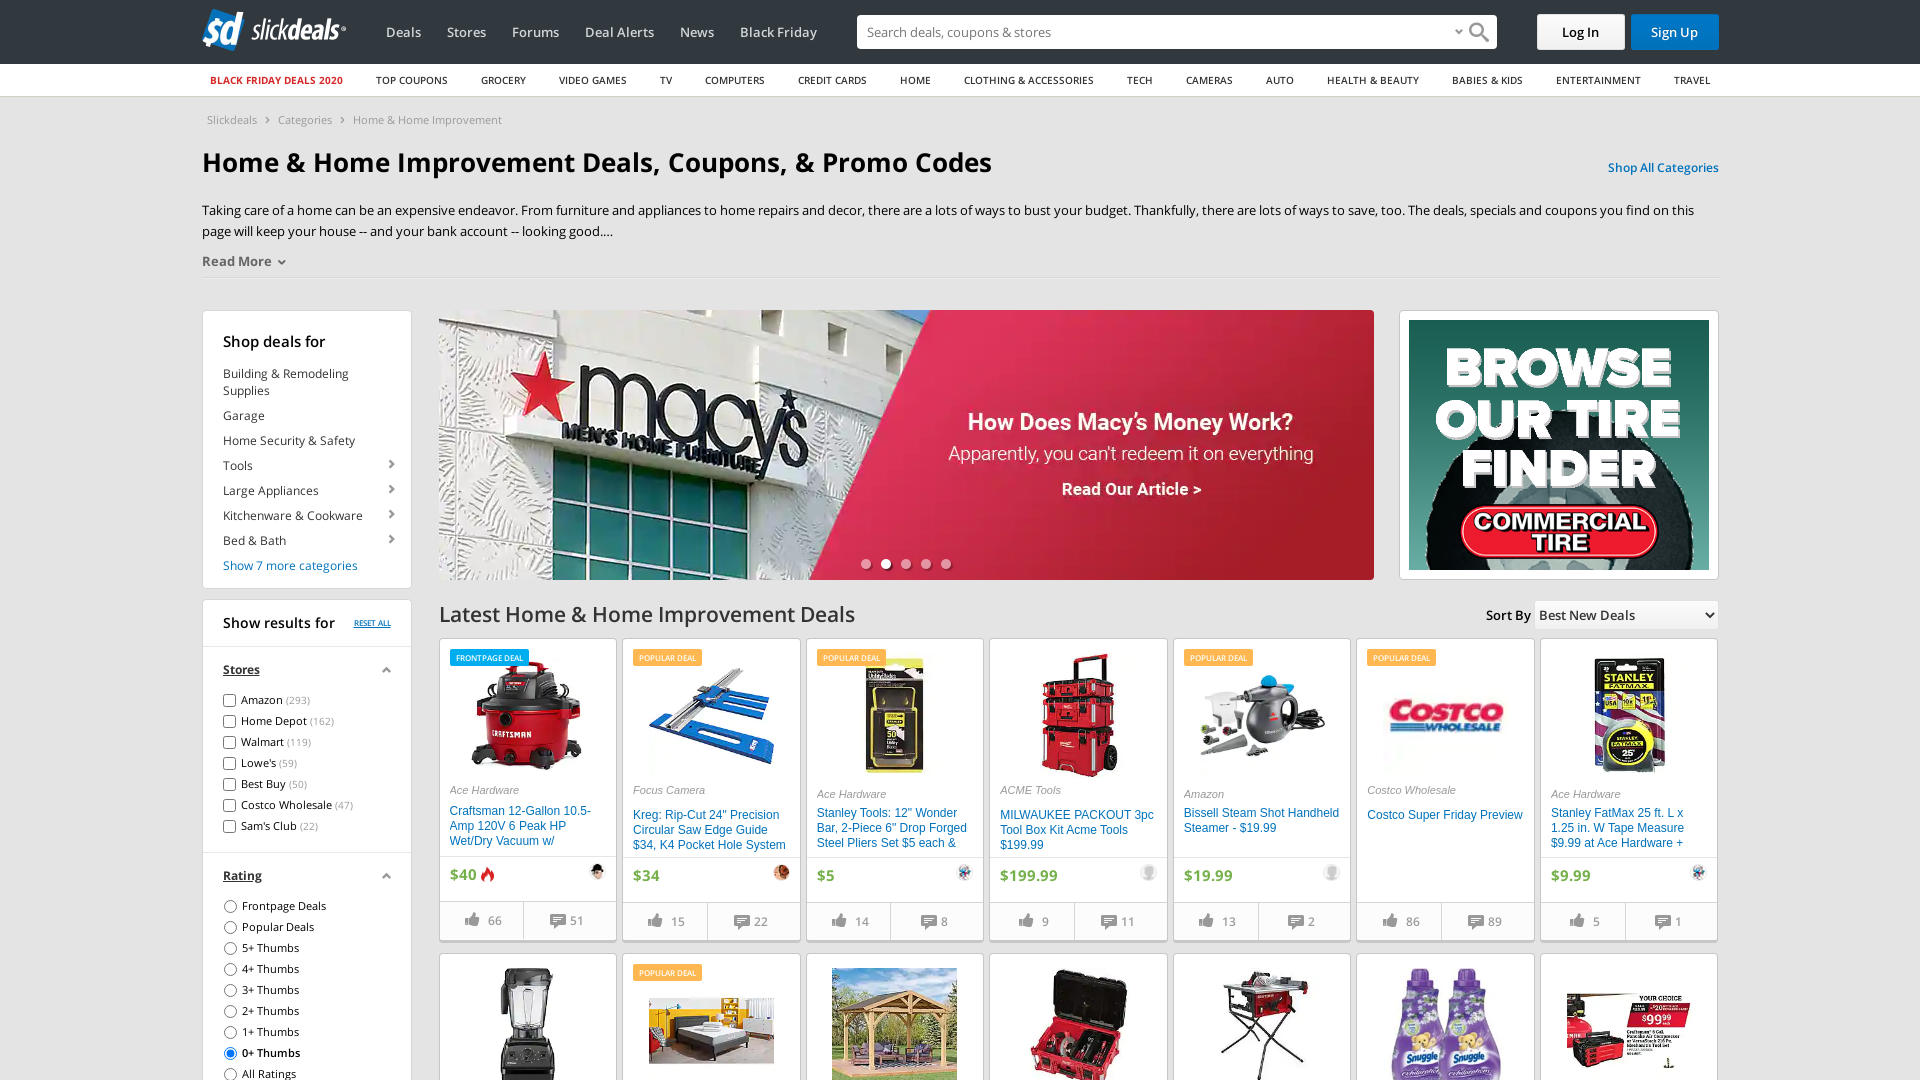 sd slickdeals
Deals
Stores
Forums
Deal Alerts
News
Black Friday
Search deals, coupons & stores
Log In
Sign Up
BLACK FRIDAY DEALS 2020
TOP COUPONS
GROCERY
VIDEO GAMES
TV
COMPUTERS
CREDIT CARDS
HOME
CLOTHING & ACCESSORIES
TECH
CAMERAS
AUTO
HEALTH & BEAUTY
BABIES & KIDS
ENTERTAINMENT
TRAVEL
Slickdeals > Categories > Home & Home Improvement
Home & Home Improvement Deals, Coupons, & Promo Codes
Shop All Categories
Taking care of a home can be an expensive endeavor. From furniture and appliances to home repairs and decor, there are a lots of ways to bust your budget. Thankfully, there are lots of ways to save, too. The deals, specials and coupons you find on this
page will keep your house -- and your bank account -- looking good....
Read More
Shop deals for
Building & Remodeling
Supplies
Garage
Home Security & Safety
Tools
Large Appliances
Kitchenware & Cookware
Bed & Bath
Show 7 more categories
macy's
MEN'S HOME FURNITURE
How Does Macy's Money Work?
Apparently, you can't redeem it on everything
Read Our Article >
BROWSE
OUR TIRE
FINDER
COMMERCIAL
TIRE
Show results for
RESET ALL
Stores
Amazon (293)
Home Depot (162)
Walmart (119)
Lowe's (59)
Best Buy (50)
Costco Wholesale (47)
Sam's Club (22)
Rating
Frontpage Deals
Popular Deals
5+ Thumbs
4+ Thumbs
3+ Thumbs
2+ Thumbs
1+ Thumbs
0+ Thumbs
All Ratings
Latest Home & Home Improvement Deals
Sort By
Best New Deals
FRONTPAGE DEAL
CRAFTSMAN
Ace Hardware
Craftsman 12-Gallon 10.5-
Amp 120V 6 Peak HP
Wet/Dry Vacuum w/
$40
66
51
POPULAR DEAL
Focus Camera
Kreg: Rip-Cut 24" Precision
Circular Saw Edge Guide
$34, K4 Pocket Hole System
$34
15
22
POPULAR DEAL
50
Ace Hardware
Stanley Tools: 12" Wonder
Bar, 2-Piece 6" Drop Forged
Steel Pliers Set $5 each &
$5
14
8
ACME Tools
MILWAUKEE PACKOUT 3pc
Tool Box Kit Acme Tools
$199.99
$199.99
9
11
POPULAR DEAL
Amazon
Bissell Steam Shot Handheld
Steamer - $19.99
$19.99
13
2
POPULAR DEAL
COSTCO
WHOLESALE
Costco Wholesale
Costco Super Friday Preview
86
89
STANLEY
FATMAX
25'
Ace Hardware
Stanley FatMax 25 ft. L x
1.25 in. W Tape Measure
$9.99 at Ace Hardware +
$9.99
5
1
POPULAR DEAL
Snuggle
Snuggle
YOUR CHOICE
$9999